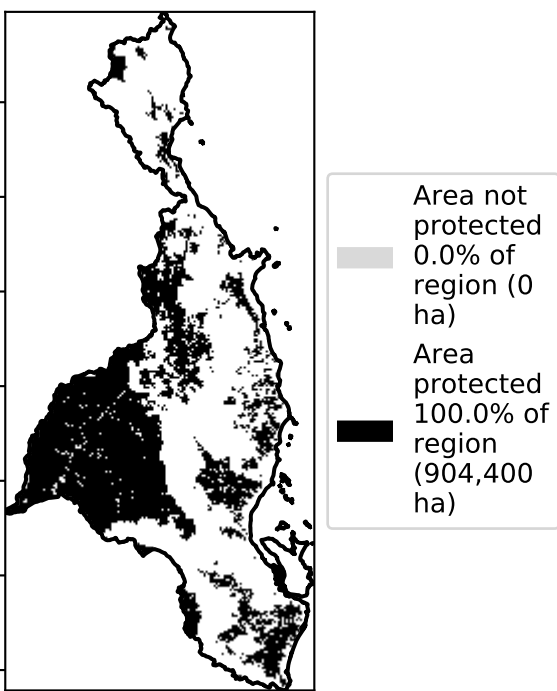 Area not
protected
0.0% of
region (0
ha)
Area
protected
100.0% of
region
(904,400
ha)